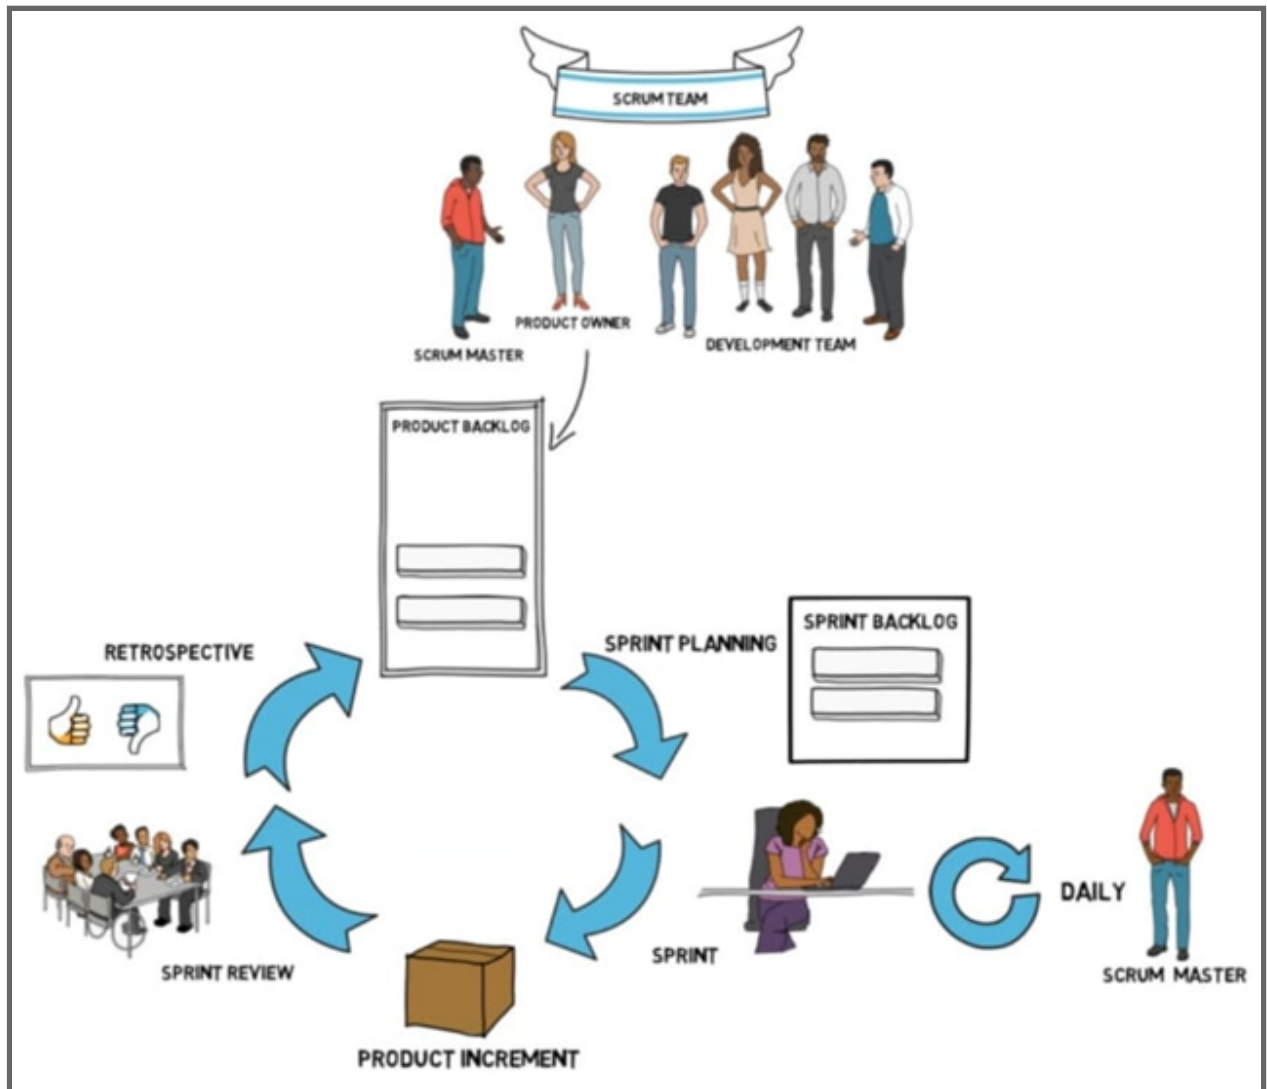 SCRUM TEAM
PRODUCT OWNER
SCRUM MASTER
DEVELOPMENT TEAM
PRODUCT BACKLOG
RETROSPECTIVE
SPRINT PLANNING
SPRINT BACKLOG
DAILY
SPRINT
SPRINT REVIEW
SCRUM MASTER
PRODUCT INCREMENT